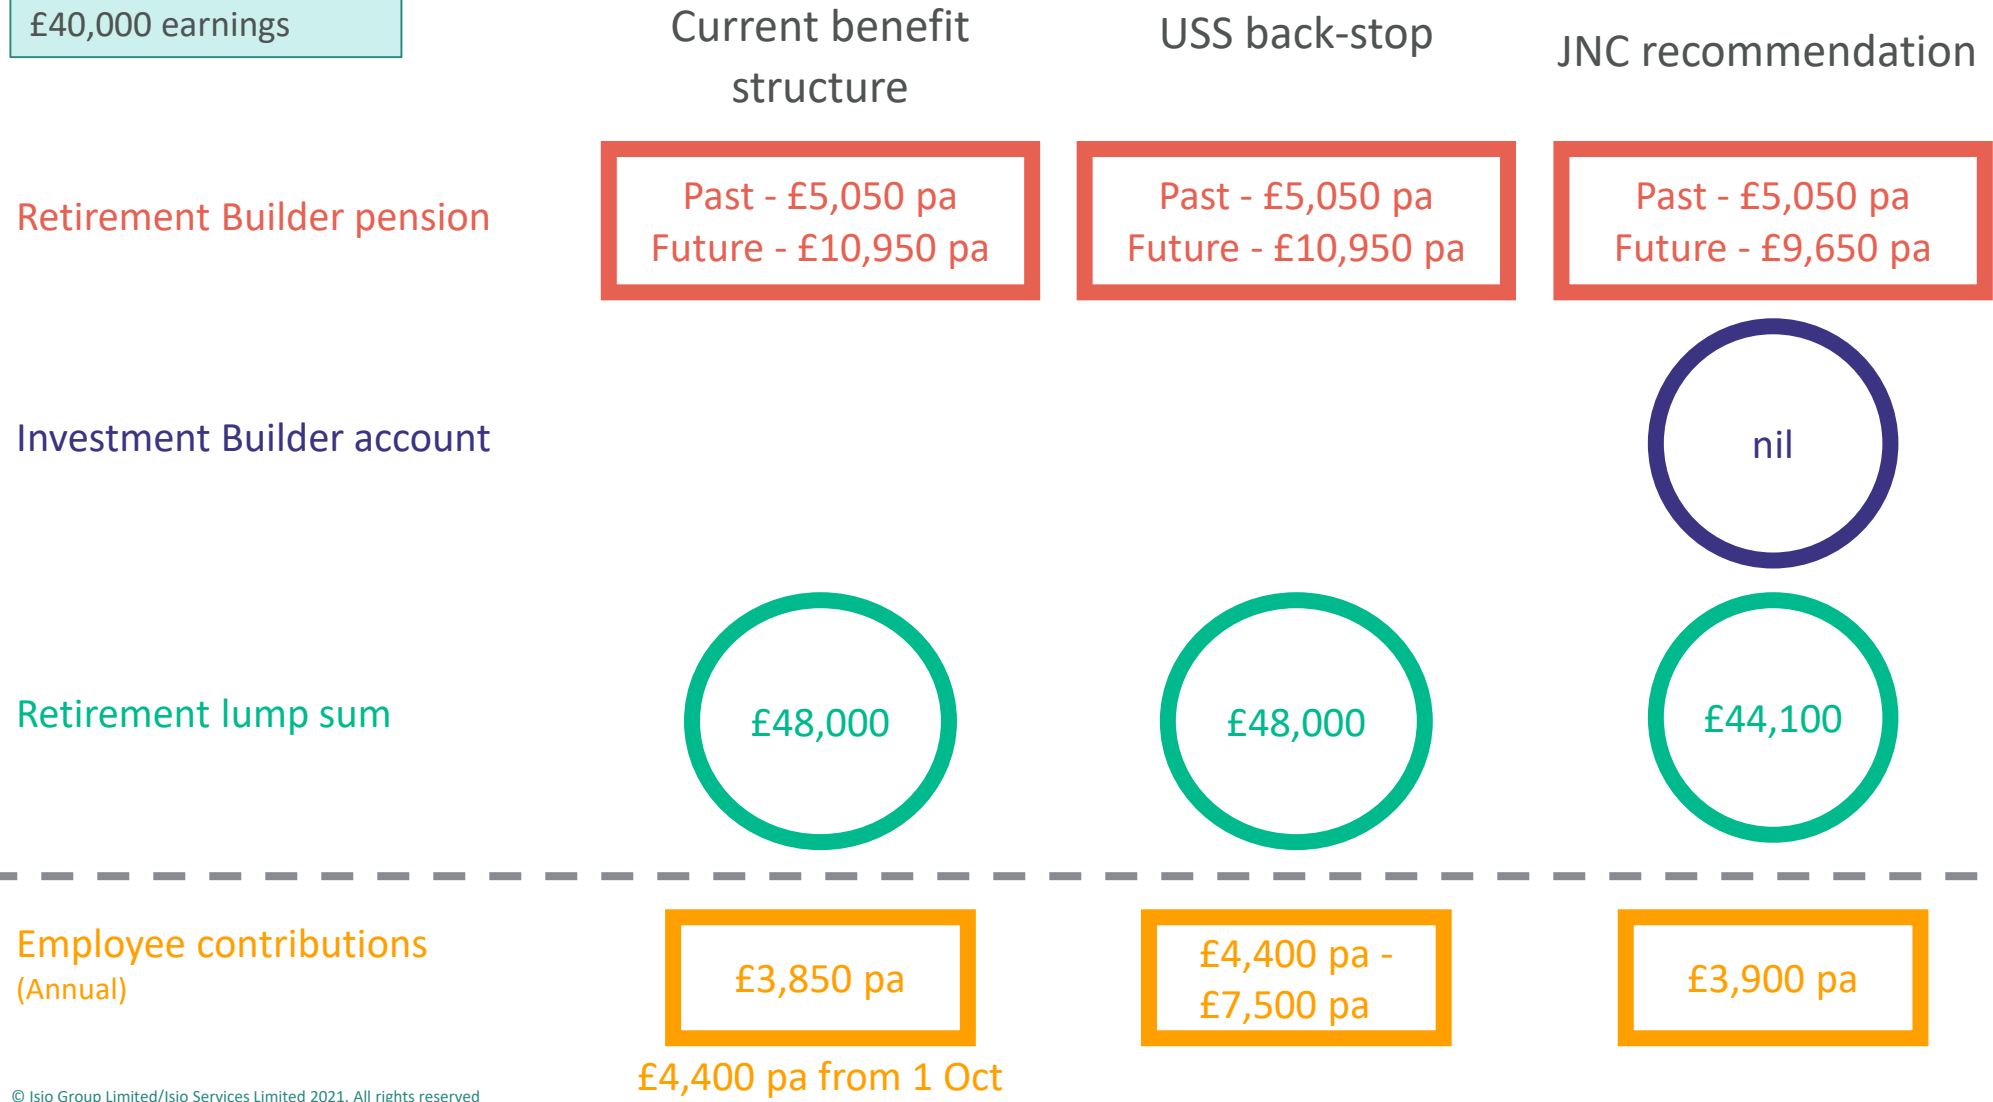 £40,000 earnings
Current benefit
structure
USS back-stop
JNC recommendation
Retirement Builder pension
Past - £5,050 pa
Future - £10,950 pa
Past - £5,050 pa
Future - £10,950 pa
Past - £5,050 pa
Future - £9,650 pa
Investment Builder account
nil
Retirement lump sum
£48,000
£48,000
£44,100
Employee contributions
(Annual)
£3,850 pa
£4,400 pa -
£7,500 pa
£3,900 pa
£4,400 pa from 1 Oct
© Isio Group Limited/Isio Services Limited 2021. All rights reserved